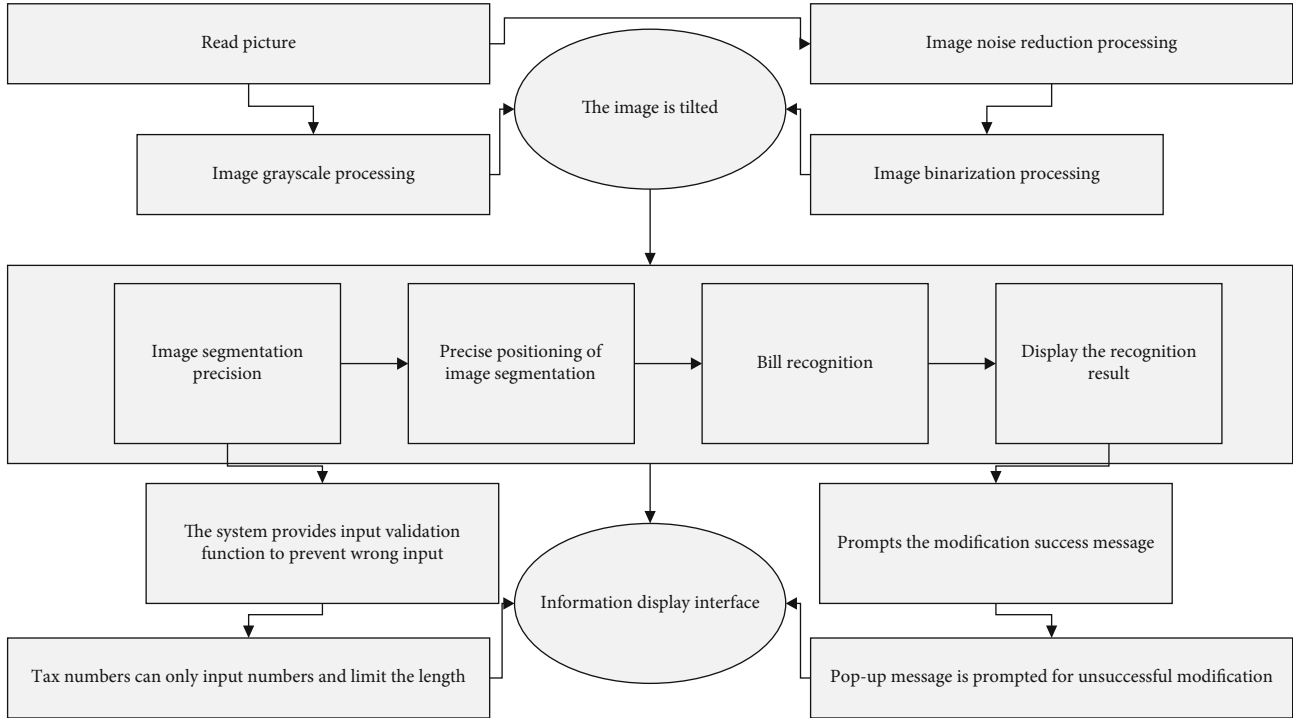 Read picture
Image noise reduction processing
The image is tilted
Image grayscale processing
Image binarization processing
Image segmentation
precision
Precise positioning of
image segmentation
Bill recognition
Display the recognition
result
The system provides input validation
function to prevent wrong input
Prompts the modification success message
Information display interface
Tax numbers can only input numbers and limit the length
Pop-up message is prompted for unsuccessful modification